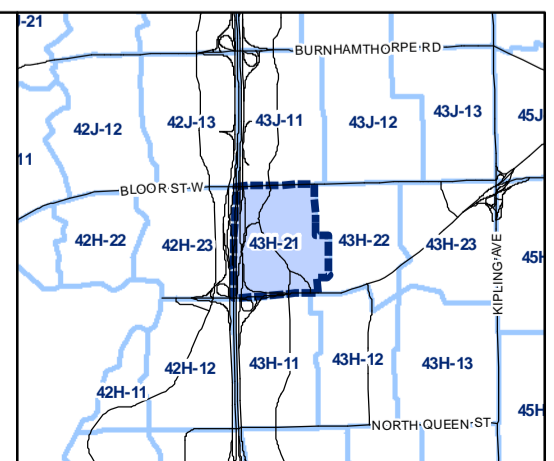 J-21
BURNHAMTHORPE RD
42J-12
42J-13
43J-11
43J-12
43J-13
45J
11
BLOOR ST W
42H-22
42H-23
43H-21
43H-22
43H-23
45H
KIPLING AVE
42H-11
42H-12
43H-11
43H-12
43H-13
45H
NORTH QUEEN ST